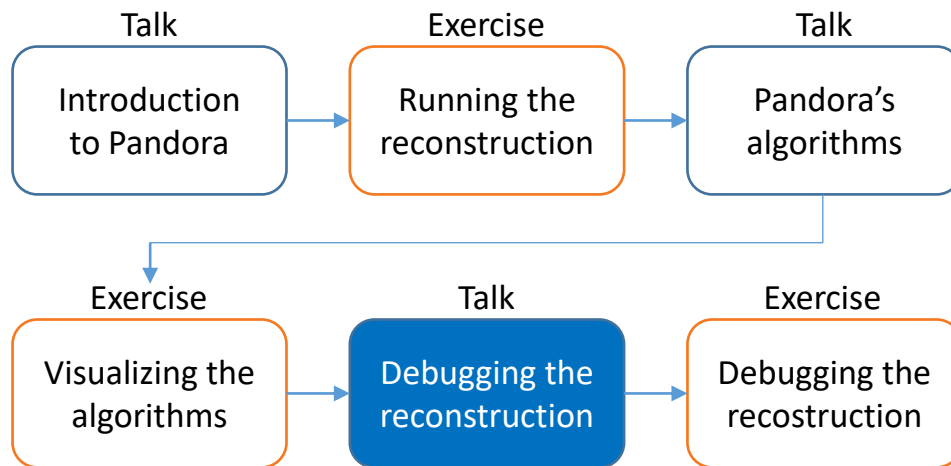 Talk
Introduction
to Pandora
Exercise
Running the
reconstruction
Talk
Pandora’s
algorithms
Exercise
Visualizing the
algorithms
Talk
Debugging the
reconstruction
Exercise
Debugging the
recostruction